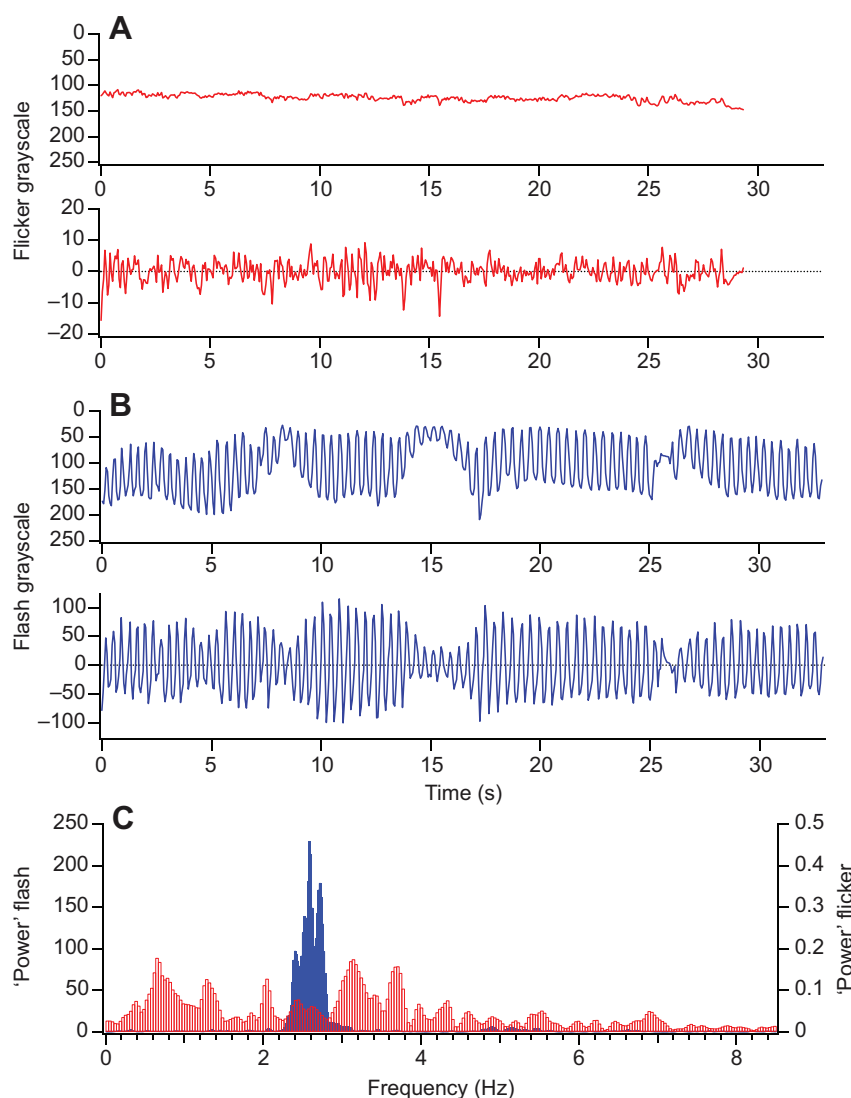 A
Flicker grayscale
0
50
100
150
200
250
0 5 10 15 20 25 30
20
10
0
–10
–20
0 5 10 15 20 25 30
B
Flash grayscale
0
50
100
150
200
250
0 5 10 15 20 25 30
100
50
0
–50
–100
0 5 10 15 20 25 30
Time (s)
C
'Power' flash
250
200
150
100
50
0
0.5
0.4
0.3
0.2
0.1
0
'Power' flicker
0 2 4 6 8
Frequency (Hz)